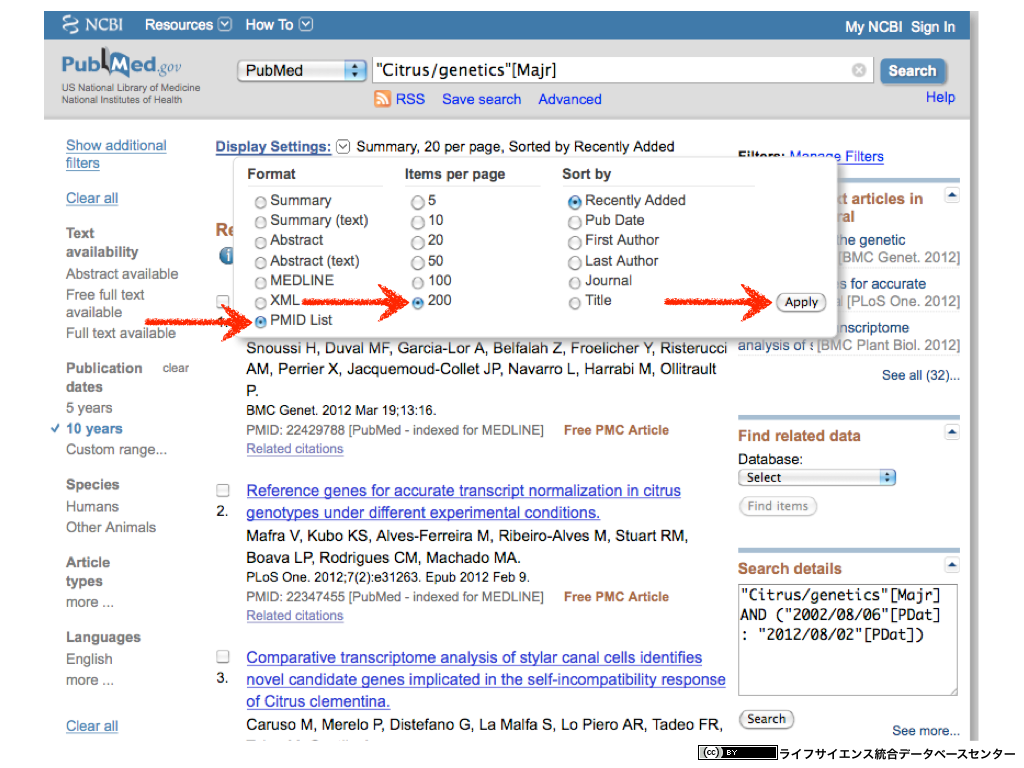 NCBI Resources How To My NCBI Sign In
PubMed.gov
US National Library of Medicine
National Institutes of Health
PubMed "Citrus/genetics"[Majr] Search
RSS Save search Advanced Help
Show additional
filters
Clear all
Text
availability
Abstract available
Free full text
available
Full text available
Publication clear
dates
5 years
10 years
Custom range...
Species
Humans
Other Animals
Article
types
more ...
Languages
English
more ...
Clear all
Display Settings: Summary, 20 per page, Sorted by Recently Added
Format
Summary
Summary (text)
Abstract
Abstract (text)
MEDLINE
XML
PMID List
Items per page
5
10
20
50
100
200
Sort by
Recently Added
Pub Date
First Author
Last Author
Journal
Title
Apply
Snoussi H, Duval MF, Garcia-Lor A, Belfalah Z, Froelicher Y, Risterucci
AM, Perrier X, Jacquemoud-Collet JP, Navarro L, Harrabi M, Ollitrault
P.
BMC Genet. 2012 Mar 19;13:16.
PMID: 22429788 [PubMed - indexed for MEDLINE] Free PMC Article
Related citations
2. Reference genes for accurate transcript normalization in citrus
genotypes under different experimental conditions.
Mafra V, Kubo KS, Alves-Ferreira M, Ribeiro-Alves M, Stuart RM,
Boava LP, Rodrigues CM, Machado MA.
PLoS One. 2012;7(2):e31263. Epub 2012 Feb 9.
PMID: 22347455 [PubMed - indexed for MEDLINE] Free PMC Article
Related citations
3. Comparative transcriptome analysis of stylar canal cells identifies
novel candidate genes implicated in the self-incompatibility response
of Citrus clementina.
Caruso M, Merelo P, Distefano G, La Malfa S, Lo Piero AR, Tadeo FR,
Filters: Manage Filters
articles in
the genetic
[BMC Genet. 2012]
for accurate
[PLoS One. 2012]
analysis of [BMC Plant Biol. 2012]
See all (32)...
Find related data
Database:
Select
Find items
Search details
"Citrus/genetics"[Majr]
AND ("2002/08/06"[PDat]
: "2012/08/02"[PDat])
Search
See more...
(cc) BY ライフサイエンス統合データベースセンター